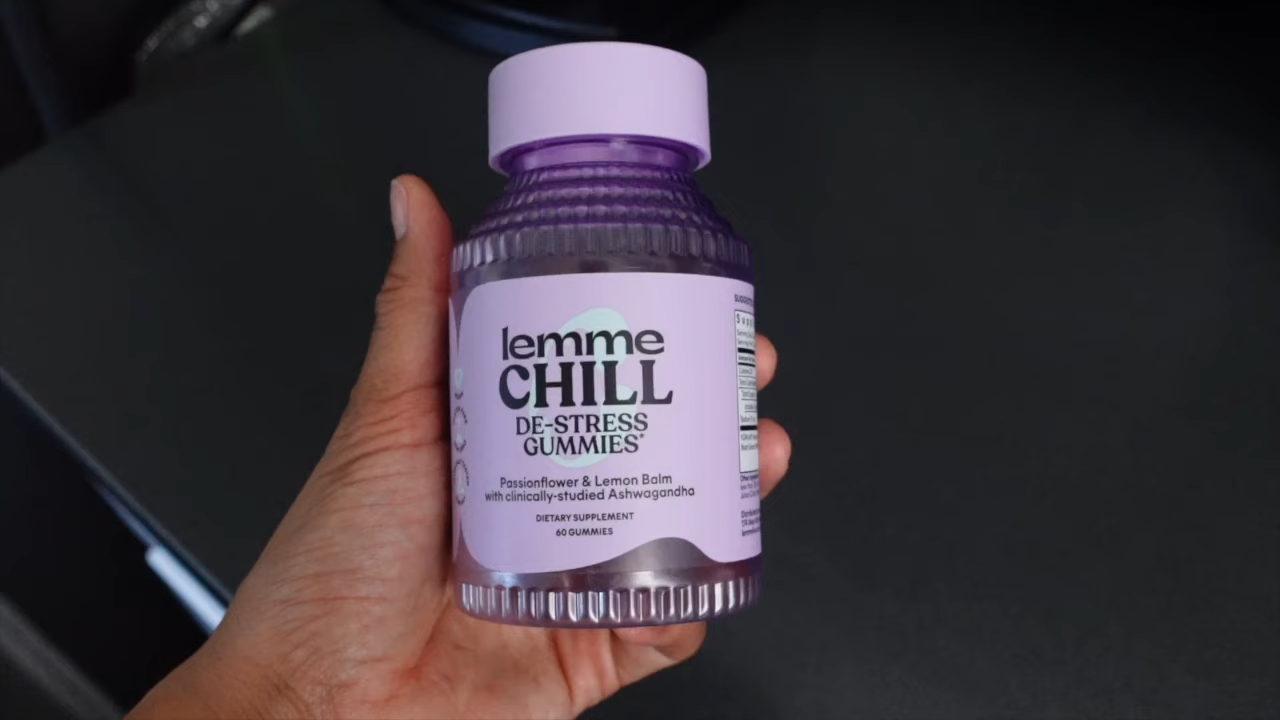 lemme
CHILL
DE-STRESS
GUMMIES*
Passionflower & Lemon Balm
with clinically-studied Ashwagandha
DIETARY SUPPLEMENT
60 GUMMIES